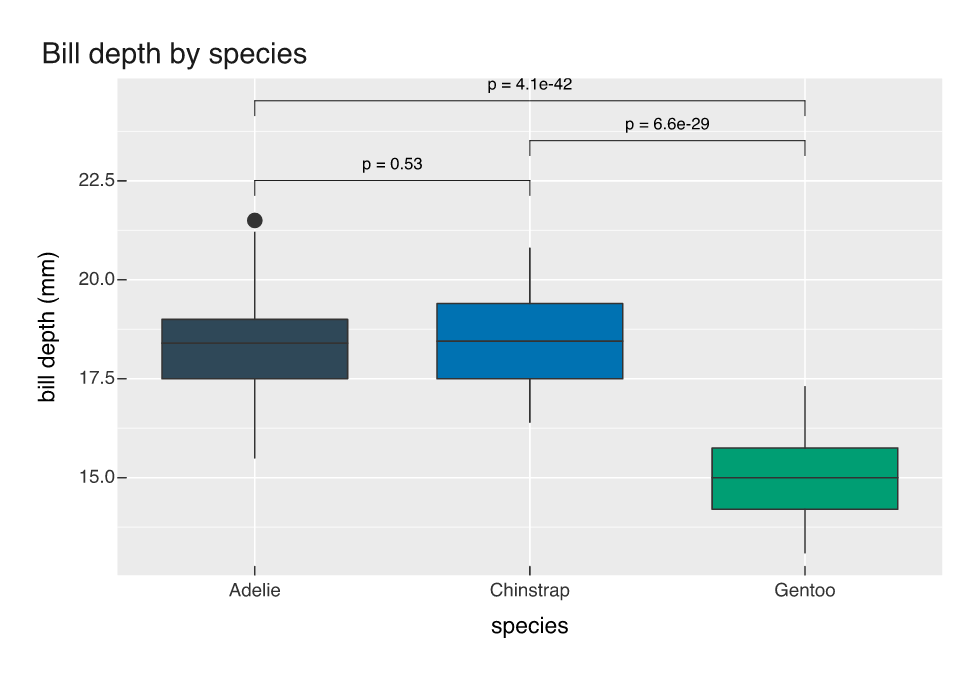 Bill depth by species
p = 4.1e-42
p = 6.6e-29
p = 0.53
22.5
20.0
17.5
15.0
bill depth (mm)
Adelie Chinstrap Gentoo
species